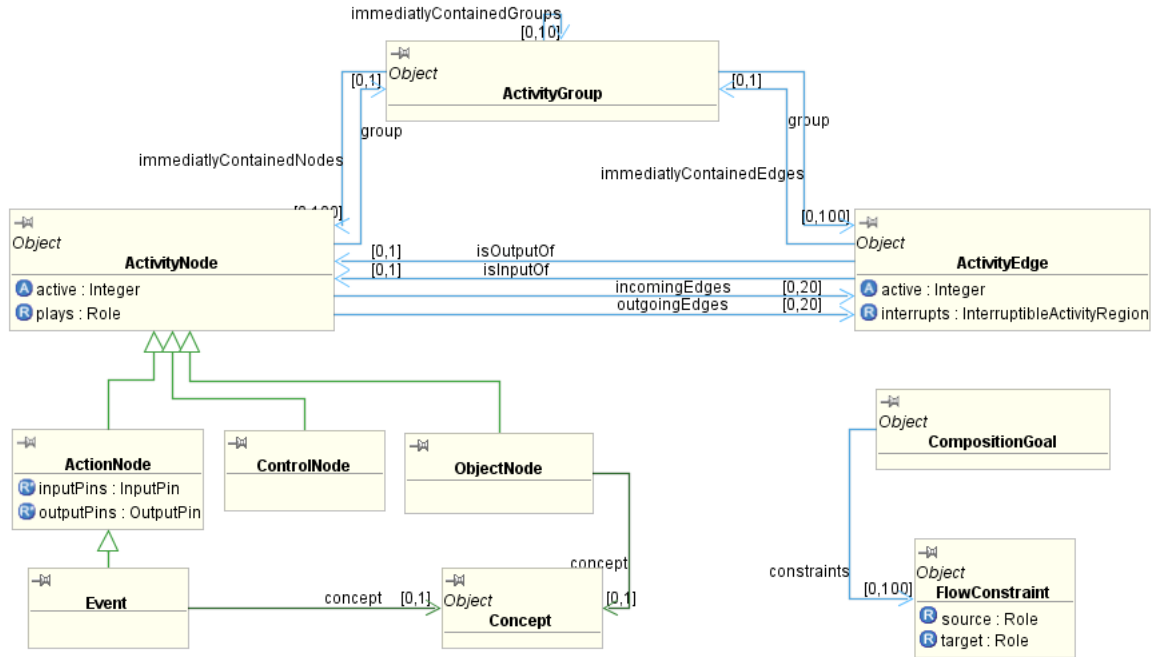 immediatlyContainedGroups
[0,10]
Object
ActivityGroup
[0,1]
[0,1]
group
group
immediatlyContainedNodes
immediatlyContainedEdges
[0,100]
Object
ActivityNode
A active : Integer
R plays : Role
[0,1]
isOutputOf
[0,1]
isInputOf
incomingEdges
[0,20]
outgoingEdges
[0,20]
Object
ActivityEdge
A active : Integer
R interrupts : InterruptibleActivityRegion
ActionNode
R* inputPins : InputPin
R* outputPins : OutputPin
ControlNode
ObjectNode
Object
CompositionGoal
concept
[0,1]
Event
concept
[0,1]
Object
Concept
constraints
[0,100]
Object
FlowConstraint
R source : Role
R target : Role